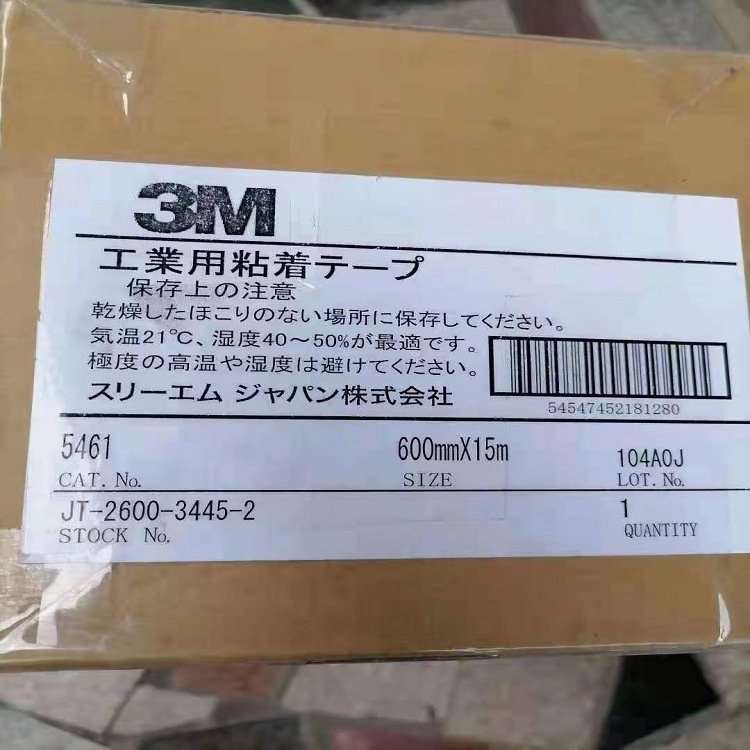 3M
工業用粘着テープ
保存上の注意
乾燥したほこりのない場所に保存してください。
気温21℃、湿度40～50%が最適です。
極度の高温や湿度は避けてください。
スリーエム ジャパン株式会社
54547452181280
5461 600mmX15m 104A0J
CAT. No. SIZE LOT. No.
JT-2600-3445-2 1
STOCK No. QUANTITY